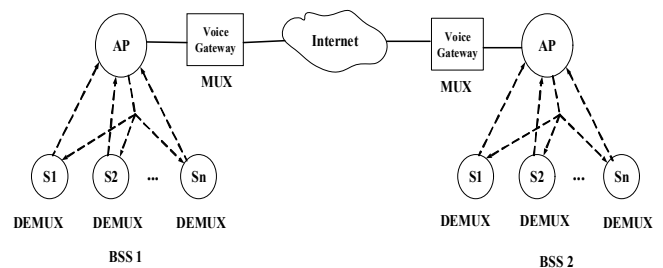 AP
Voice
Gateway
MUX
Internet
Voice
Gateway
MUX
AP
S1
S2
...
Sn
DEMUX
DEMUX
DEMUX
BSS 1
S1
S2
...
Sn
DEMUX
DEMUX
DEMUX
BSS 2